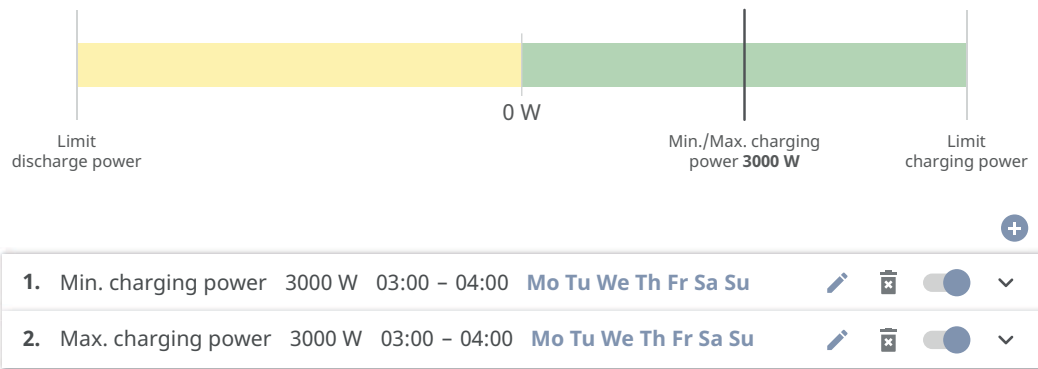 0 W
Limit
discharge power
Min./Max. charging
power 3000 W
Limit
charging power
1. Min. charging power 3000 W 03:00 – 04:00 Mo Tu We Th Fr Sa Su
2. Max. charging power 3000 W 03:00 – 04:00 Mo Tu We Th Fr Sa Su